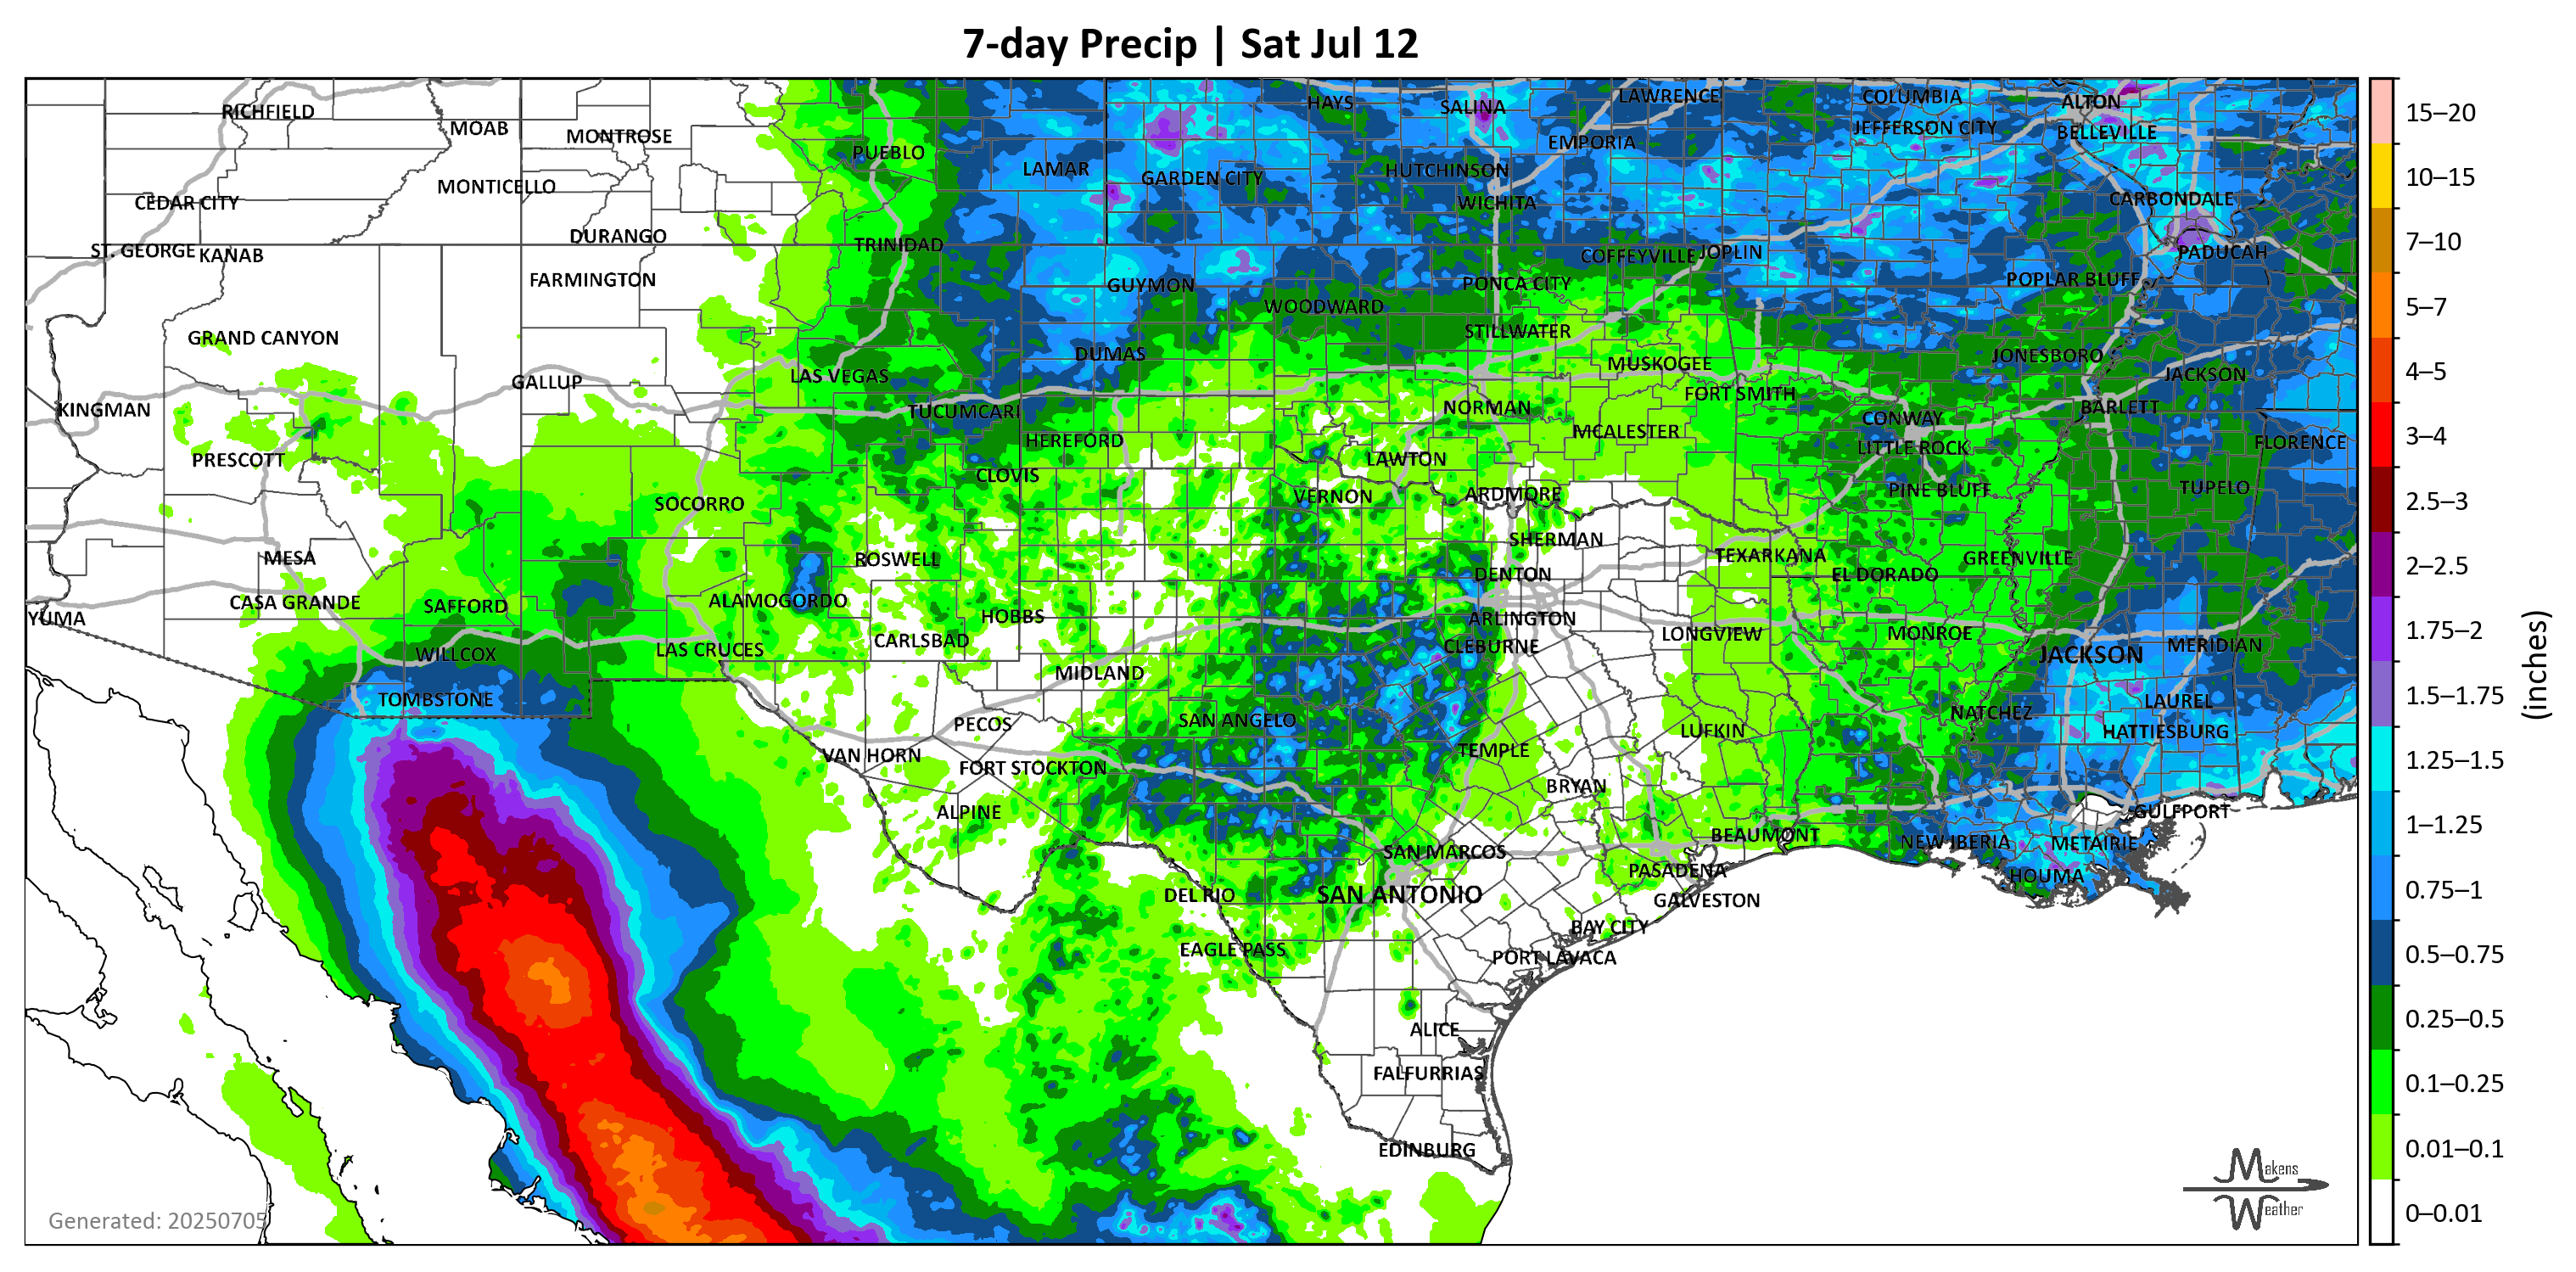 7-day Precip | Sat Jul 12
RICHFIELD
MOAB
MONTROSE
PUEBLO
LAMAR
GARDEN CITY
HAYS
SALINA
LAWRENCE
EMPORIA
COLUMBIA
JEFFERSON CITY
ALTON
BELLEVILLE
HUTCHINSON
WICHITA
CEDAR CITY
MONTICELLO
CARBONDALE
ST. GEORGE
KANAB
DURANGO
TRINIDAD
COFFEYVILLE
JOPLIN
PADUCAH
FARMINGTON
GUYMON
WOODWARD
PONCA CITY
POPLAR BLUFF
GRAND CANYON
STILLWATER
DUMAS
MUSKOGEE
JONESBORO
GALLUP
LAS VEGAS
FORT SMITH
JACKSON
KINGMAN
TUCUMCARI
NORMAN
CONWAY
BARLETT
PRESCOTT
HEREFORD
MCALESTER
LITTLE ROCK
FLORENCE
CLOVIS
LAWTON
SOCORRO
VERNON
ARDMORE
PINE BLUFF
TUPELO
MESA
ROSWELL
SHERMAN
TEXARKANA
GREENVILLE
DENTON
EL DORADO
YUMA
CASA GRANDE
SAFFORD
ALAMOGORDO
HOBBS
ARLINGTON
WILLCOX
LAS CRUCES
CARLSBAD
CLEBURNE
LONGVIEW
MONROE
JACKSON
MERIDIAN
TOMBSTONE
MIDLAND
LAUREL
PECOS
SAN ANGELO
LUFKIN
NATCHEZ
HATTIESBURG
VAN HORN
FORT STOCKTON
TEMPLE
BRYAN
ALPINE
GULFPORT
SAN MARCOS
BEAUMONT
NEW IBERIA
METAIRIE
DEL RIO
SAN ANTONIO
PASADENA
GALVESTON
HOUMA
EAGLE PASS
BAY CITY
PORT LAVACA
ALICE
FALFURRIAS
EDINBURG
Generated: 20250705
Makens
Weather
15–20
10–15
7–10
5–7
4–5
3–4
2.5–3
2–2.5
1.75–2
1.5–1.75
1.25–1.5
1–1.25
0.75–1
0.5–0.75
0.25–0.5
0.1–0.25
0.01–0.1
0–0.01
(inches)